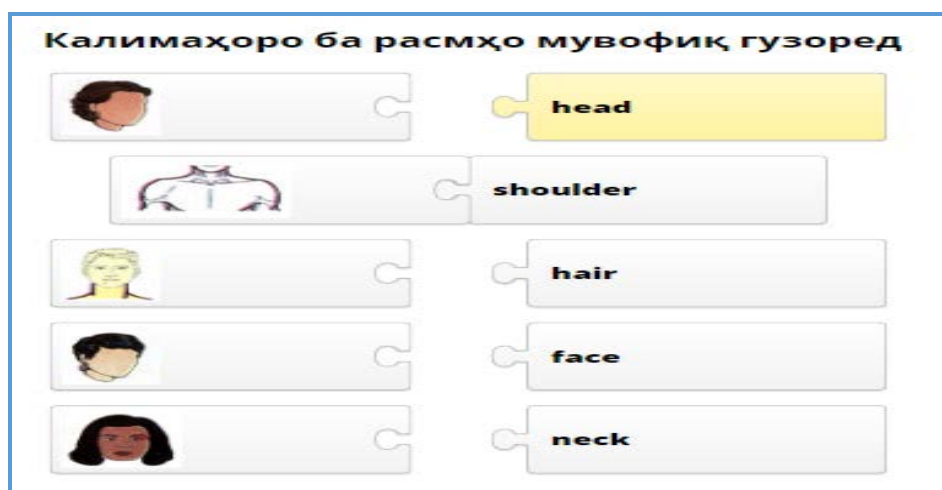 Калимаҳоро ба расмҳо мувофиқ гузоред
head
shoulder
hair
face
neck